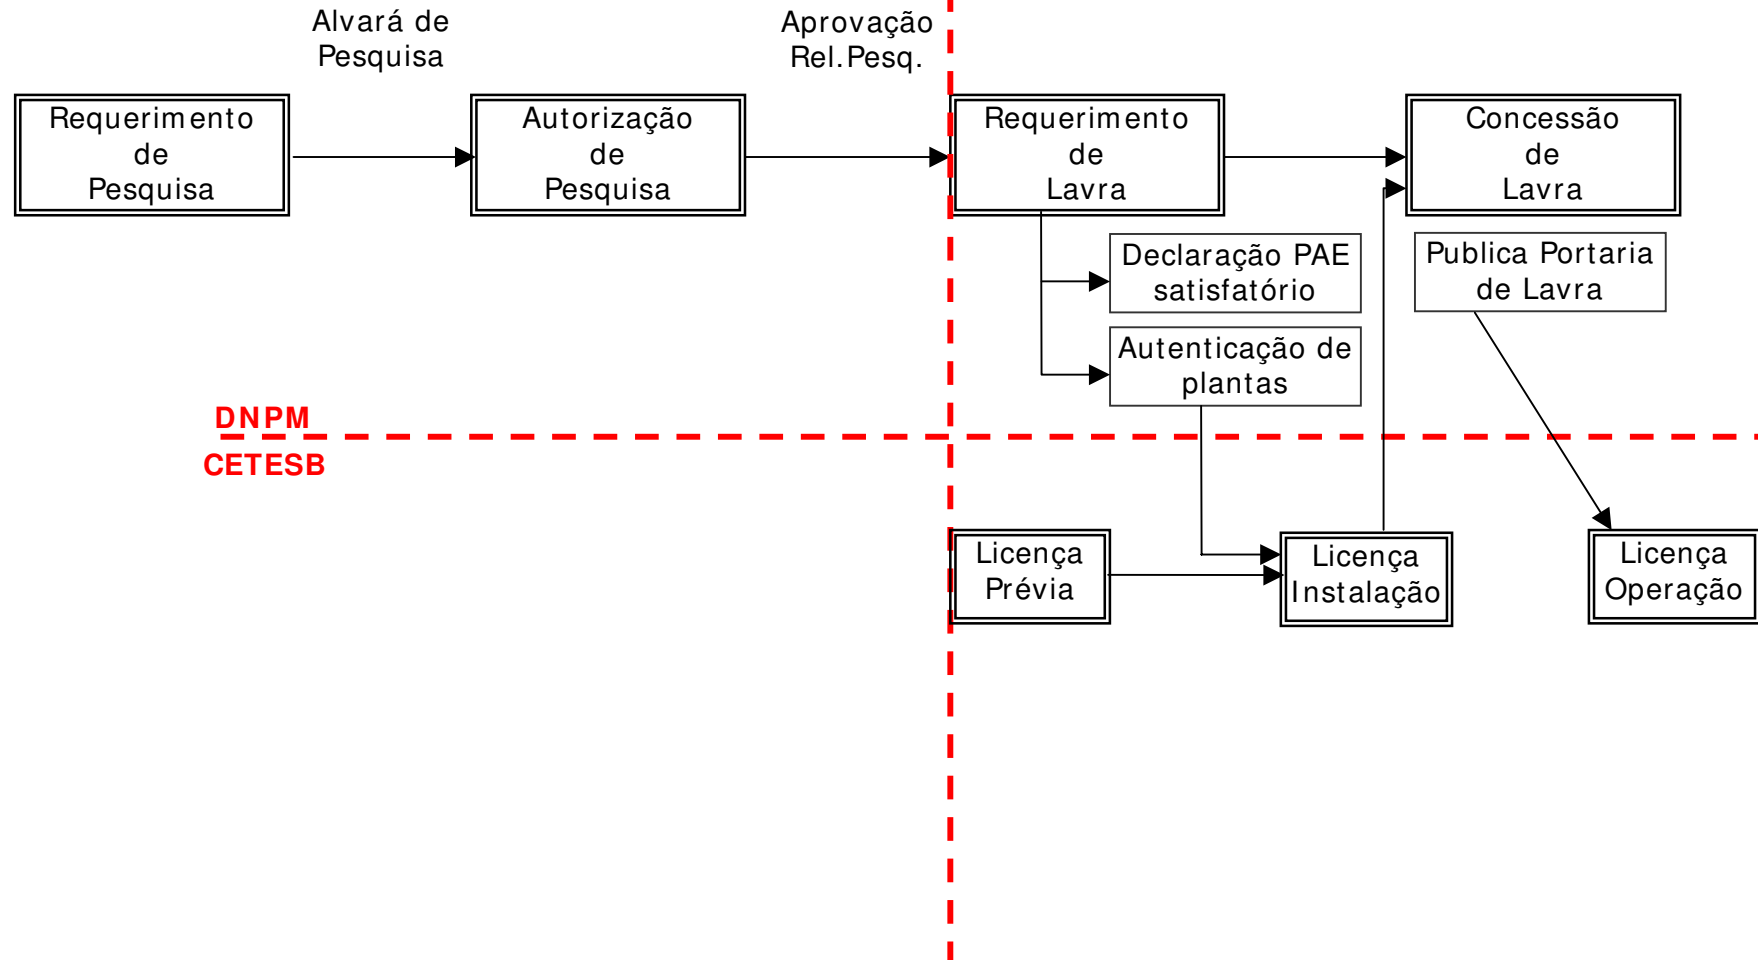 Alvará de
Pesquisa
Aprovação
Rel.Pesq.
Requerimento
de
Pesquisa
Autorização
de
Pesquisa
Requerimento
de
Lavra
Concessão
de
Lavra
Declaração PAE
satisfatório
Publica Portaria
de Lavra
Autenticação de
plantas
DNPM
CETESB
Licença
Prévia
Licença
Instalação
Licença
Operação